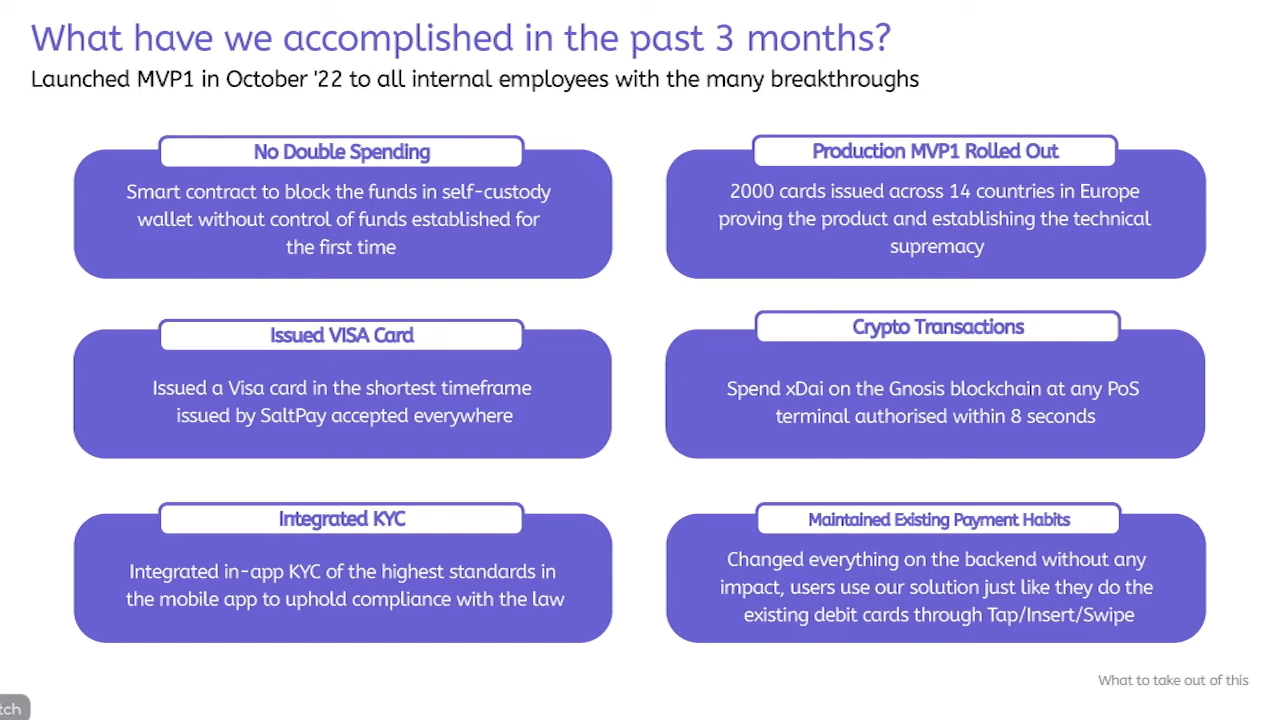 What have we accomplished in the past 3 months?
Launched MVP1 in October '22 to all internal employees with the many breakthroughs
No Double Spending
Smart contract to block the funds in self-custody
wallet without control of funds established for
the first time
Production MVP1 Rolled Out
2000 cards issued across 14 countries in Europe
proving the product and establishing the technical
supremacy
Issued VISA Card
Issued a Visa card in the shortest timeframe
issued by SaltPay accepted everywhere
Crypto Transactions
Spend xDai on the Gnosis blockchain at any PoS
terminal authorised within 8 seconds
Integrated KYC
Integrated in-app KYC of the highest standards in
the mobile app to uphold compliance with the law
Maintained Existing Payment Habits
Changed everything on the backend without any
impact, users use our solution just like they do the
existing debit cards through Tap/Insert/Swipe
What to take out of this
tch